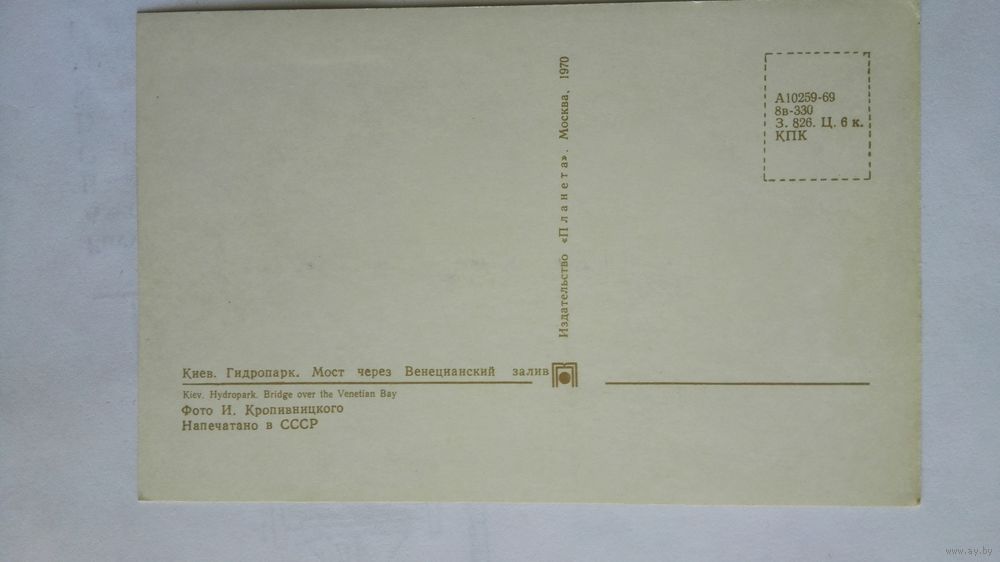 Киев. Гидропарк. Мост через Венецианский залив
Kiev. Hydropark. Bridge over the Venetian Bay
Фото И. Кропивницкого
Напечатано в СССР
Издательство «Планета». Москва, 1970
А10259-69
8в-330
З. 826. Ц. 6 к.
КПК
www.ay.by